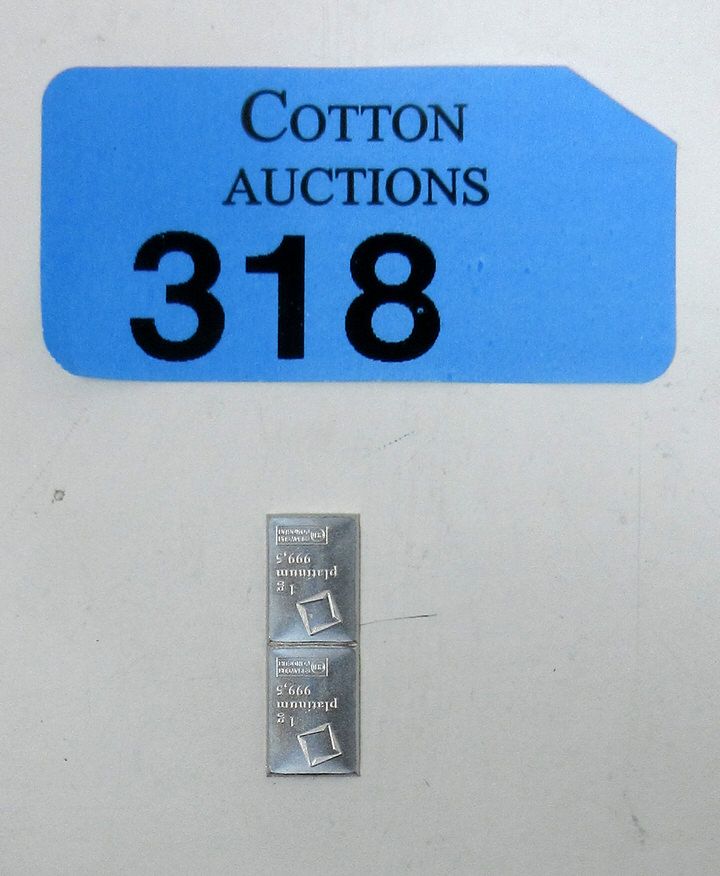 COTTON
AUCTIONS
318
1 g
platinum
999,5
1 g
platinum
999,5